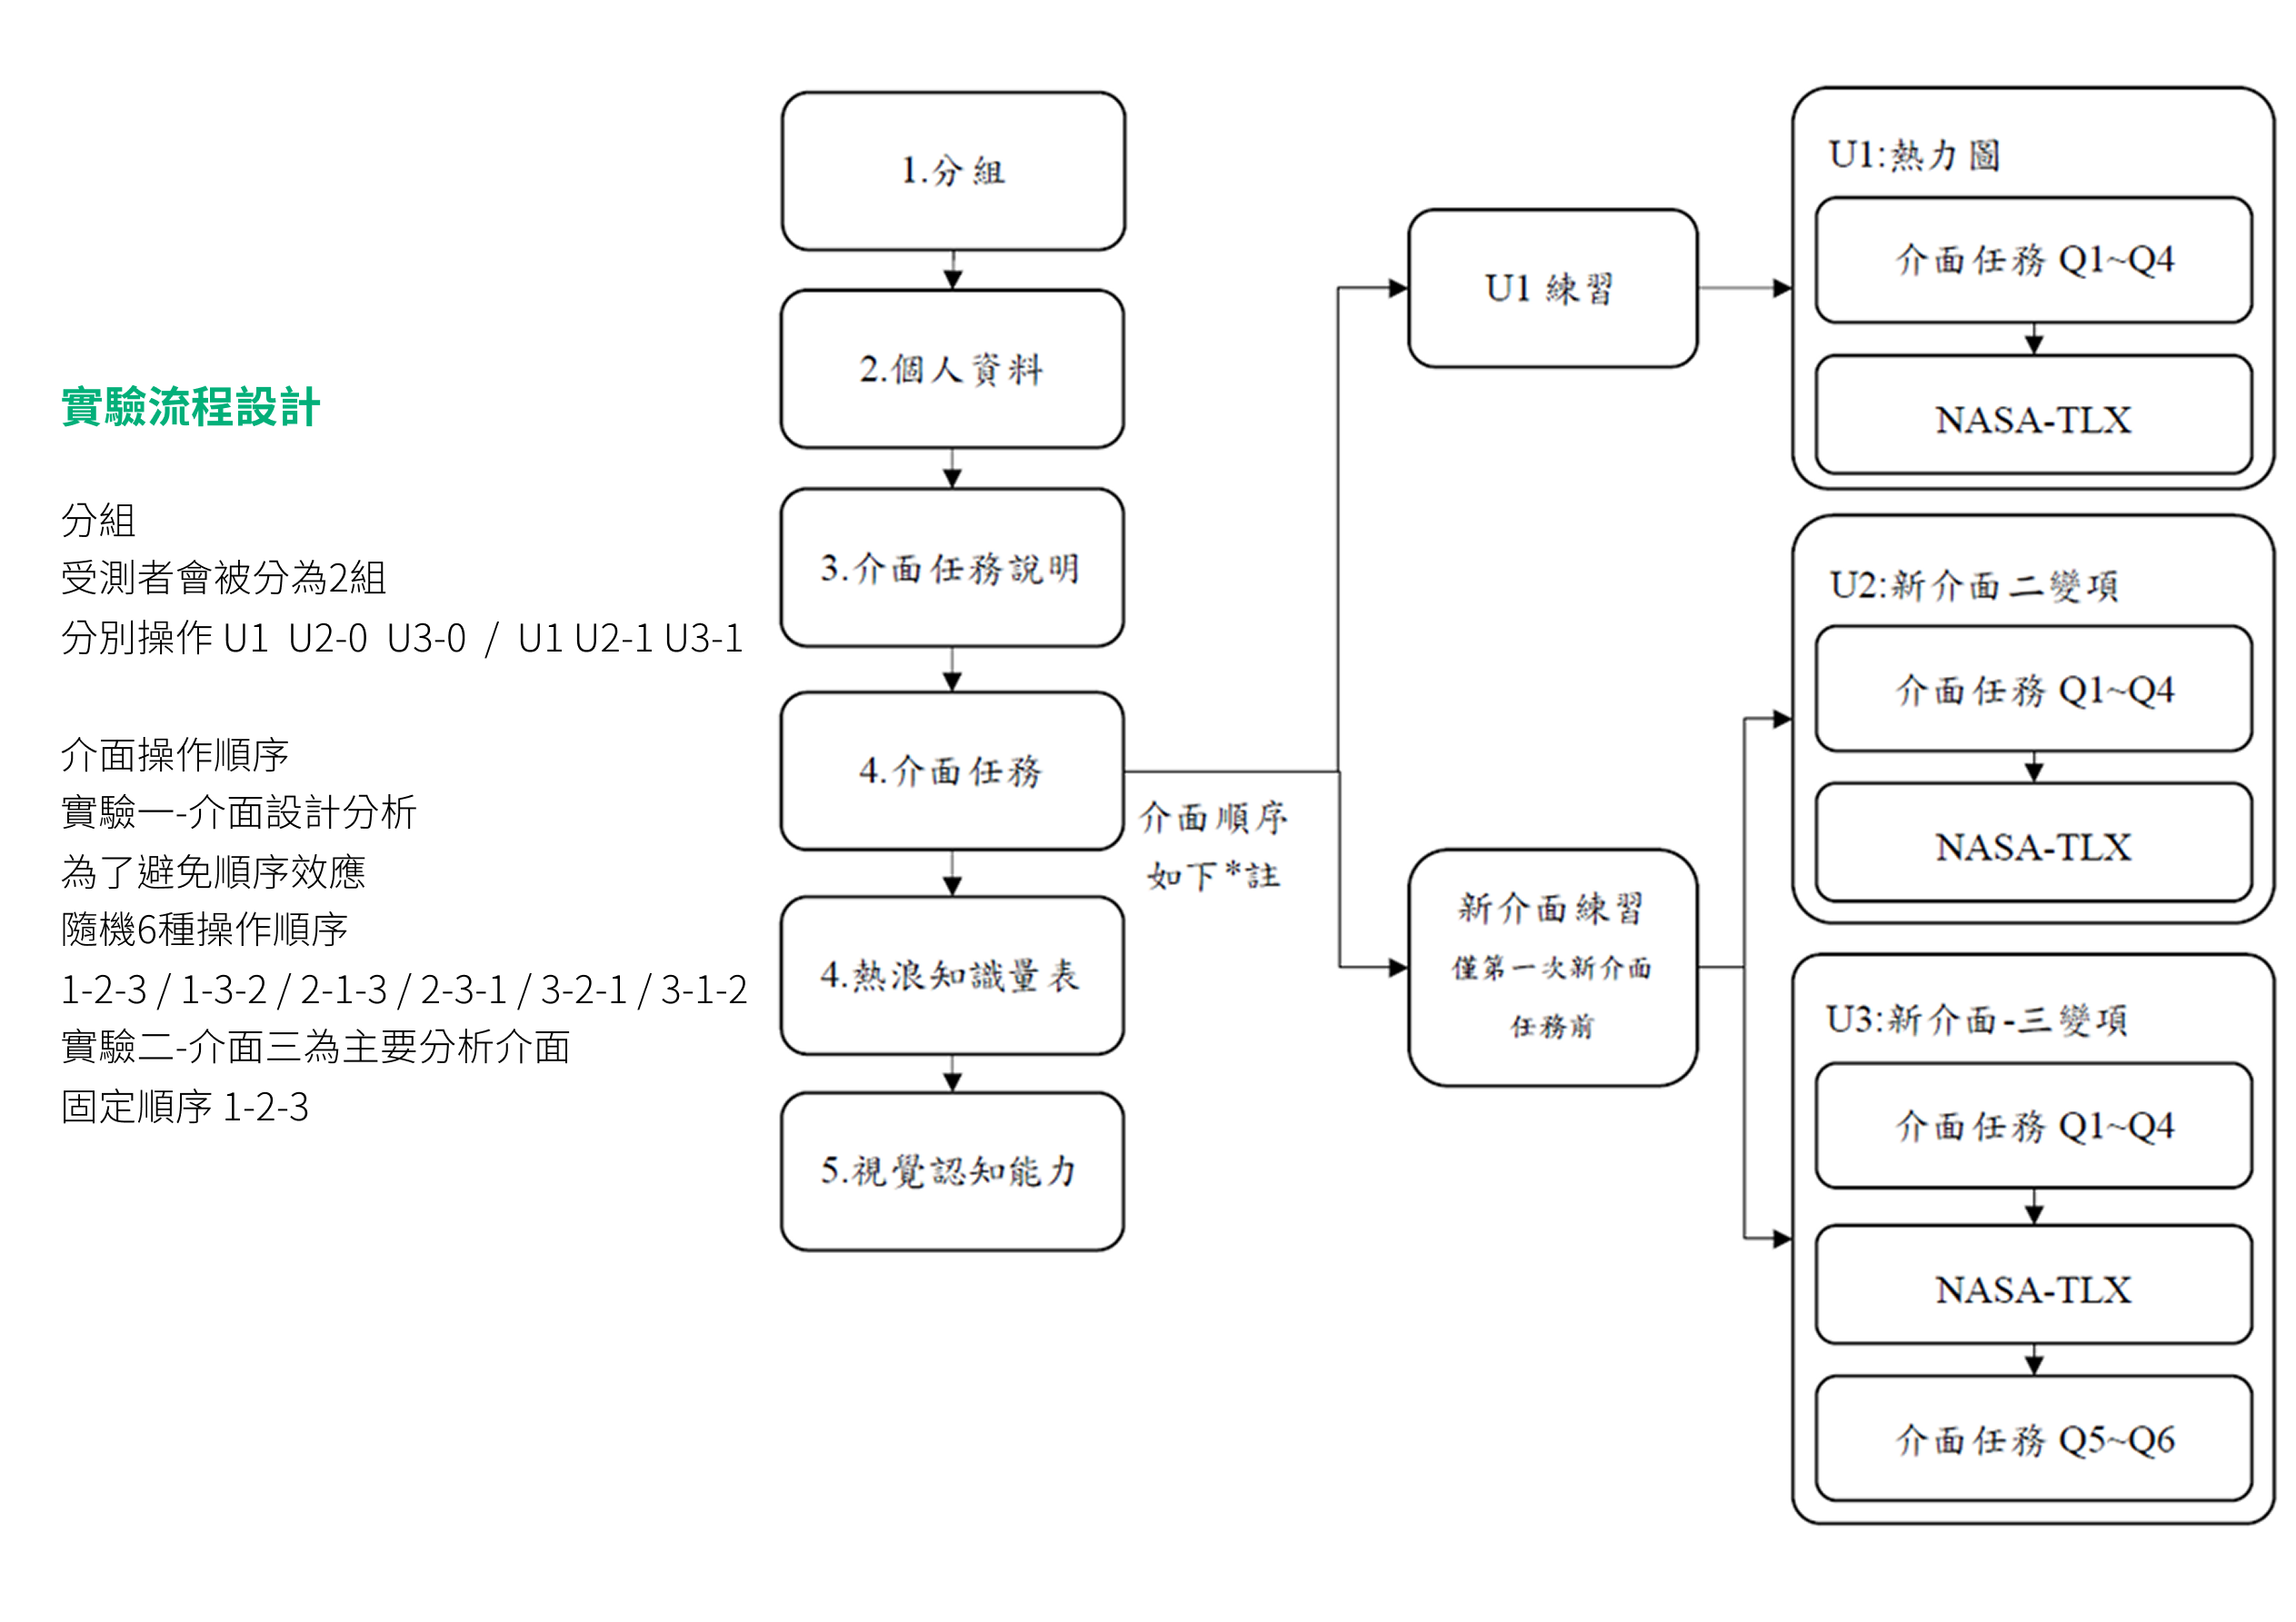 實驗流程設計
分組
受測者會被分為2組
分別操作 U1 U2-0 U3-0 / U1 U2-1 U3-1
介面操作順序
實驗一-介面設計分析
為了避免順序效應
隨機6種操作順序
1-2-3 / 1-3-2 / 2-1-3 / 2-3-1 / 3-2-1 / 3-1-2
實驗二-介面三為主要分析介面
固定順序 1-2-3
1.分組
2.個人資料
3.介面任務說明
4.介面任務
4.熱浪知識量表
5.視覺認知能力
介面順序
如下*註
U1 練習
新介面練習
僅第一次新介面
任務前
U1:熱力圖
介面任務 Q1~Q4
NASA-TLX
U2:新介面二變項
介面任務 Q1~Q4
NASA-TLX
U3:新介面-三變項
介面任務 Q1~Q4
NASA-TLX
介面任務 Q5~Q6